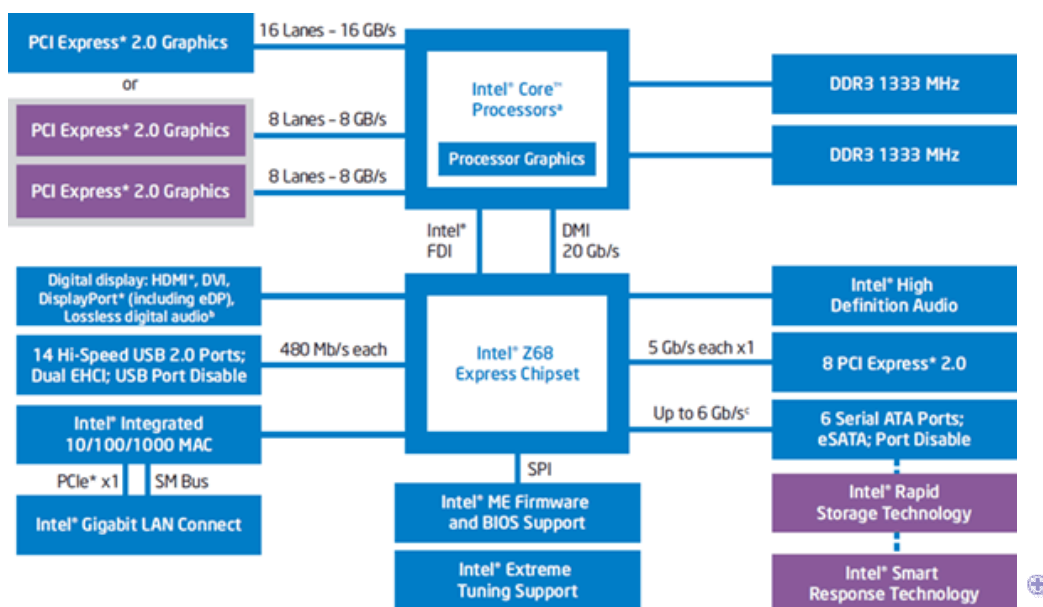 PCI Express* 2.0 Graphics
16 Lanes – 16 GB/s
or
PCI Express* 2.0 Graphics
8 Lanes – 8 GB/s
PCI Express* 2.0 Graphics
8 Lanes – 8 GB/s
Intel® Core™
Processorsᵃ
Processor Graphics
DDR3 1333 MHz
DDR3 1333 MHz
Intel®
FDI
DMI
20 Gb/s
Digital display: HDMI*, DVI,
DisplayPort* (including eDP),
Lossless digital audioᵇ
14 Hi-Speed USB 2.0 Ports;
Dual EHCI; USB Port Disable
480 Mb/s each
Intel® Integrated
10/100/1000 MAC
PCIe* x1
SM Bus
Intel® Gigabit LAN Connect
Intel® Z68
Express Chipset
Intel® High
Definition Audio
5 Gb/s each x1
8 PCI Express* 2.0
Up to 6 Gb/sᶜ
6 Serial ATA Ports;
eSATA; Port Disable
Intel® Rapid
Storage Technology
Intel® Smart
Response Technology
SPI
Intel® ME Firmware
and BIOS Support
Intel® Extreme
Tuning Support